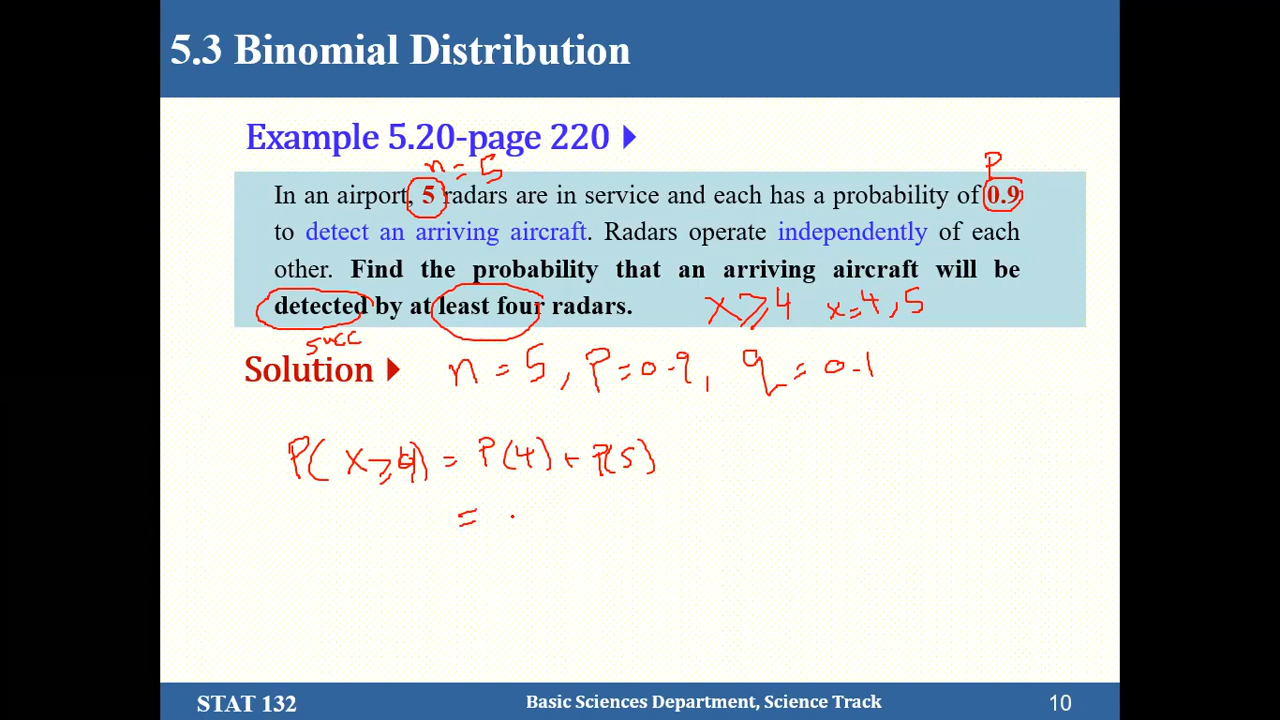 5.3 Binomial Distribution
Example 5.20-page 220
n = 5
P
In an airport, 5 radars are in service and each has a probability of 0.9
to detect an arriving aircraft. Radars operate independently of each
other. Find the probability that an arriving aircraft will be
detected by at least four radars. x ⩾ 4 x = 4, 5
succ
Solution n = 5, P = 0.9, q = 0.1
P(x ⩾ 4) = P(4) + P(5)
=
STAT 132 Basic Sciences Department, Science Track 10